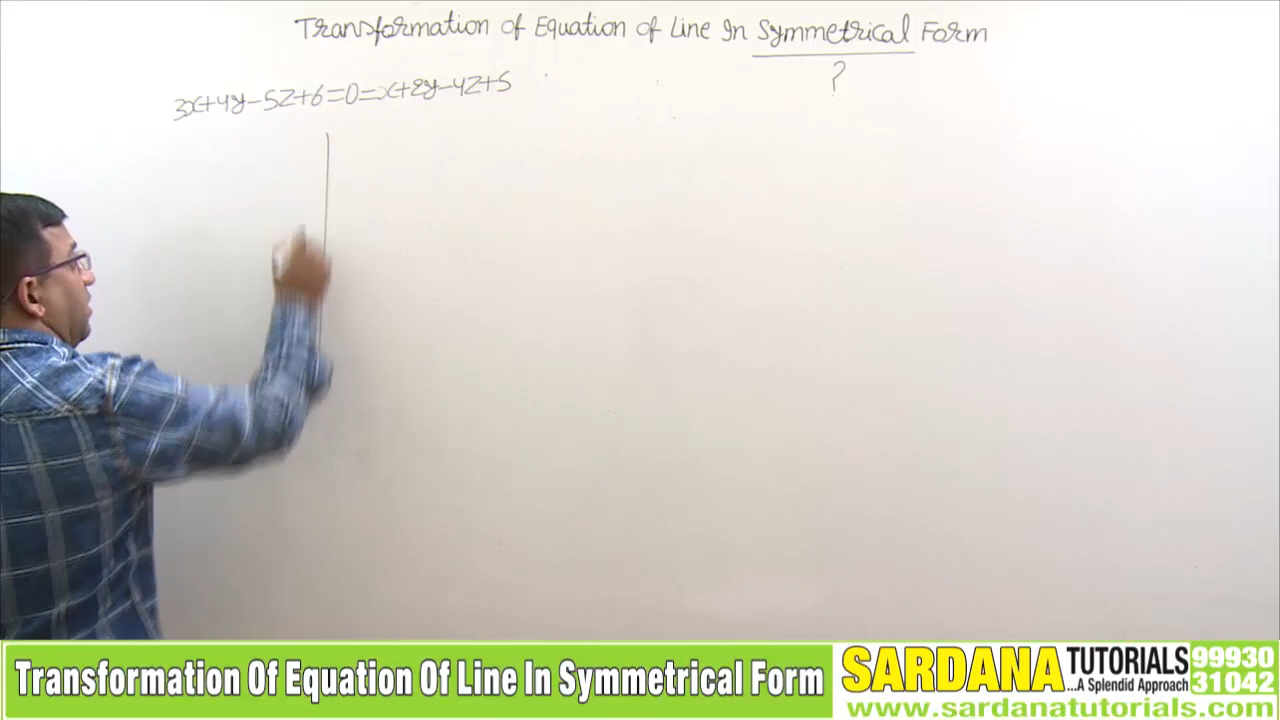 Transformation of Equation of Line In Symmetrical Form
?
3x+4y-5z+6=0=x+2y-4z+5
Transformation Of Equation Of Line In Symmetrical Form
SARDANA TUTORIALS 99930
...A Splendid Approach 31042
www.sardanatutorials.com